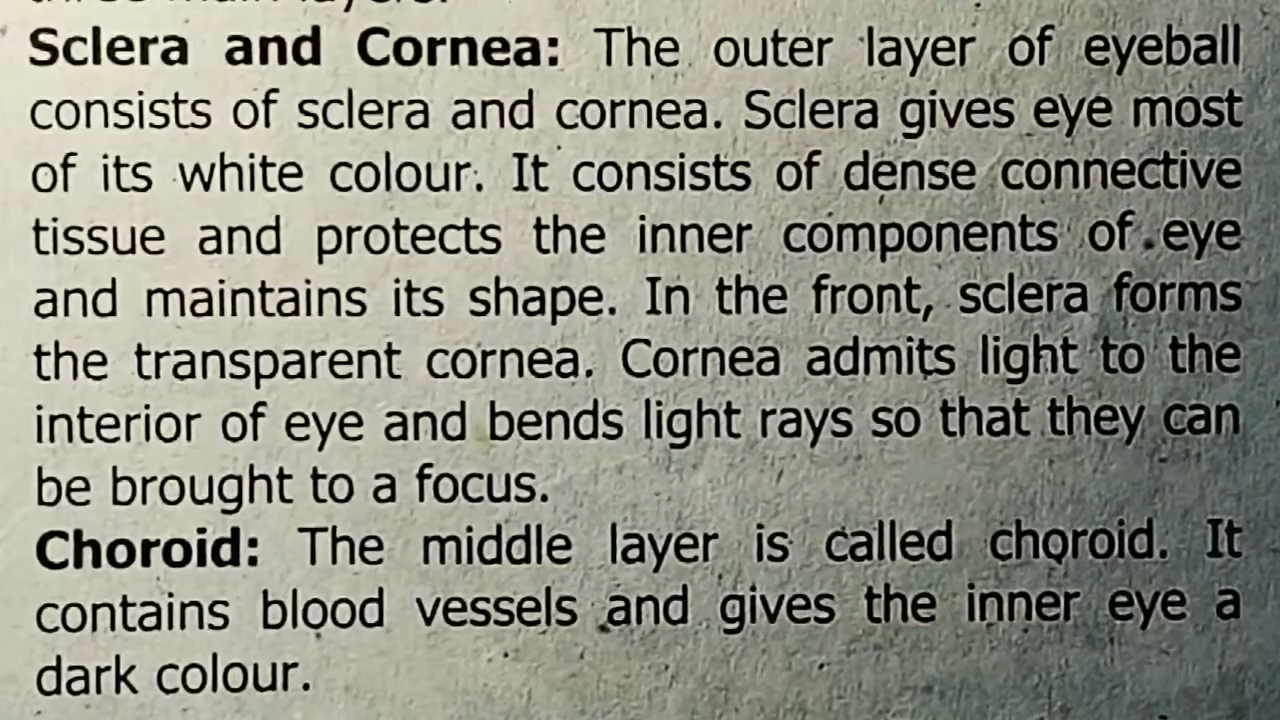 three main layers.
Sclera and Cornea: The outer layer of eyeball
consists of sclera and cornea. Sclera gives eye most
of its white colour. It consists of dense connective
tissue and protects the inner components of eye
and maintains its shape. In the front, sclera forms
the transparent cornea. Cornea admits light to the
interior of eye and bends light rays so that they can
be brought to a focus.
Choroid: The middle layer is called choroid. It
contains blood vessels and gives the inner eye a
dark colour.